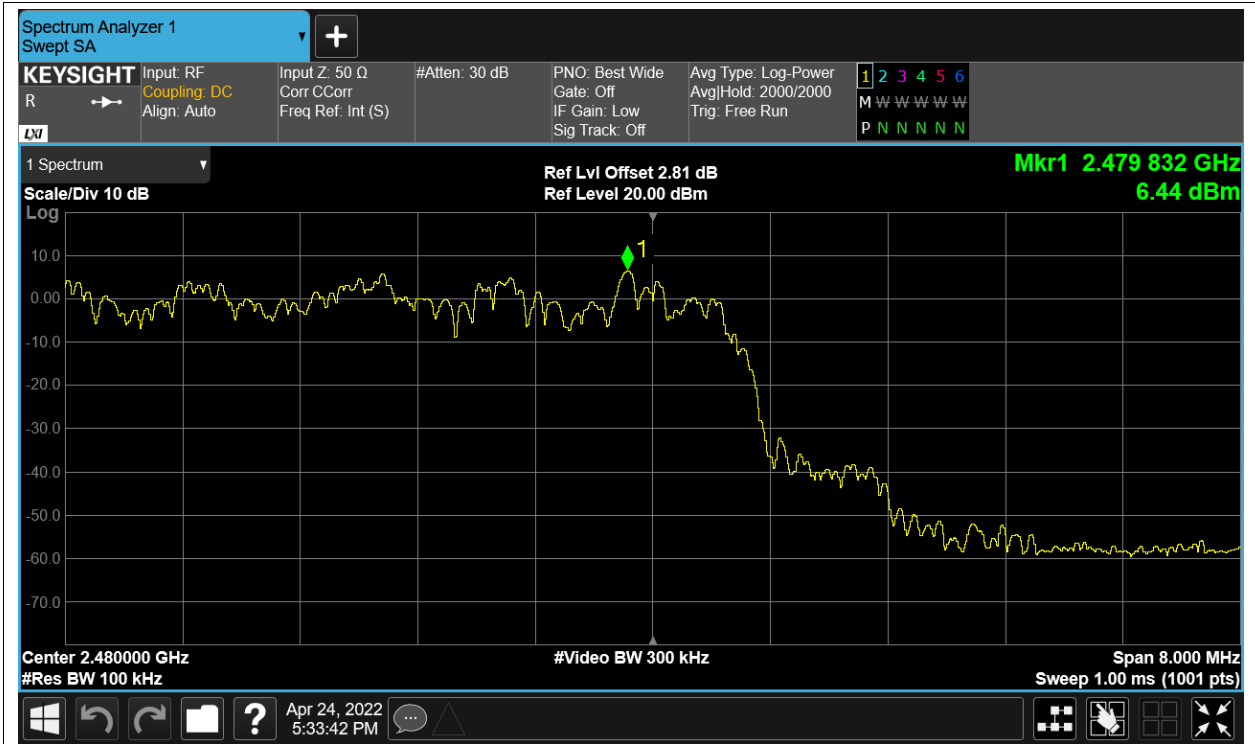 Spectrum Analyzer 1
Swept SA
+
KEYSIGHT
R
LXI
Input: RF
Coupling: DC
Align: Auto
Input Z: 50 Ω
Corr CCorr
Freq Ref: Int (S)
#Atten: 30 dB
PNO: Best Wide
Gate: Off
IF Gain: Low
Sig Track: Off
Avg Type: Log-Power
Avg|Hold: 2000/2000
Trig: Free Run
1 2 3 4 5 6
M W W W W W
P N N N N N
1 Spectrum
Scale/Div 10 dB
Log
Ref Lvl Offset 2.81 dB
Ref Level 20.00 dBm
Mkr1 2.479 832 GHz
6.44 dBm
1
10.0
0.00
-10.0
-20.0
-30.0
-40.0
-50.0
-60.0
-70.0
Center 2.480000 GHz
#Res BW 100 kHz
#Video BW 300 kHz
Span 8.000 MHz
Sweep 1.00 ms (1001 pts)
?
Apr 24, 2022
5:33:42 PM